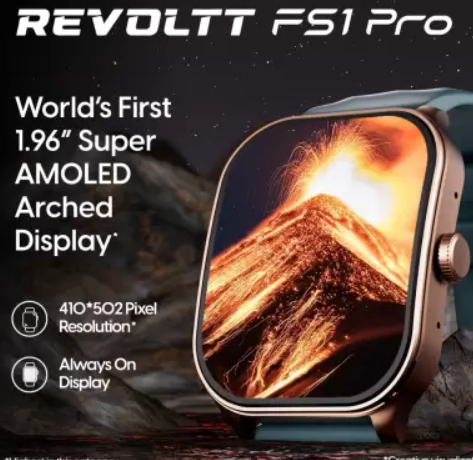 REVOLTT FS1 Pro
World's First
1.96" Super
AMOLED
Arched
Display*
410*502 Pixel
Resolution*
Always On
Display